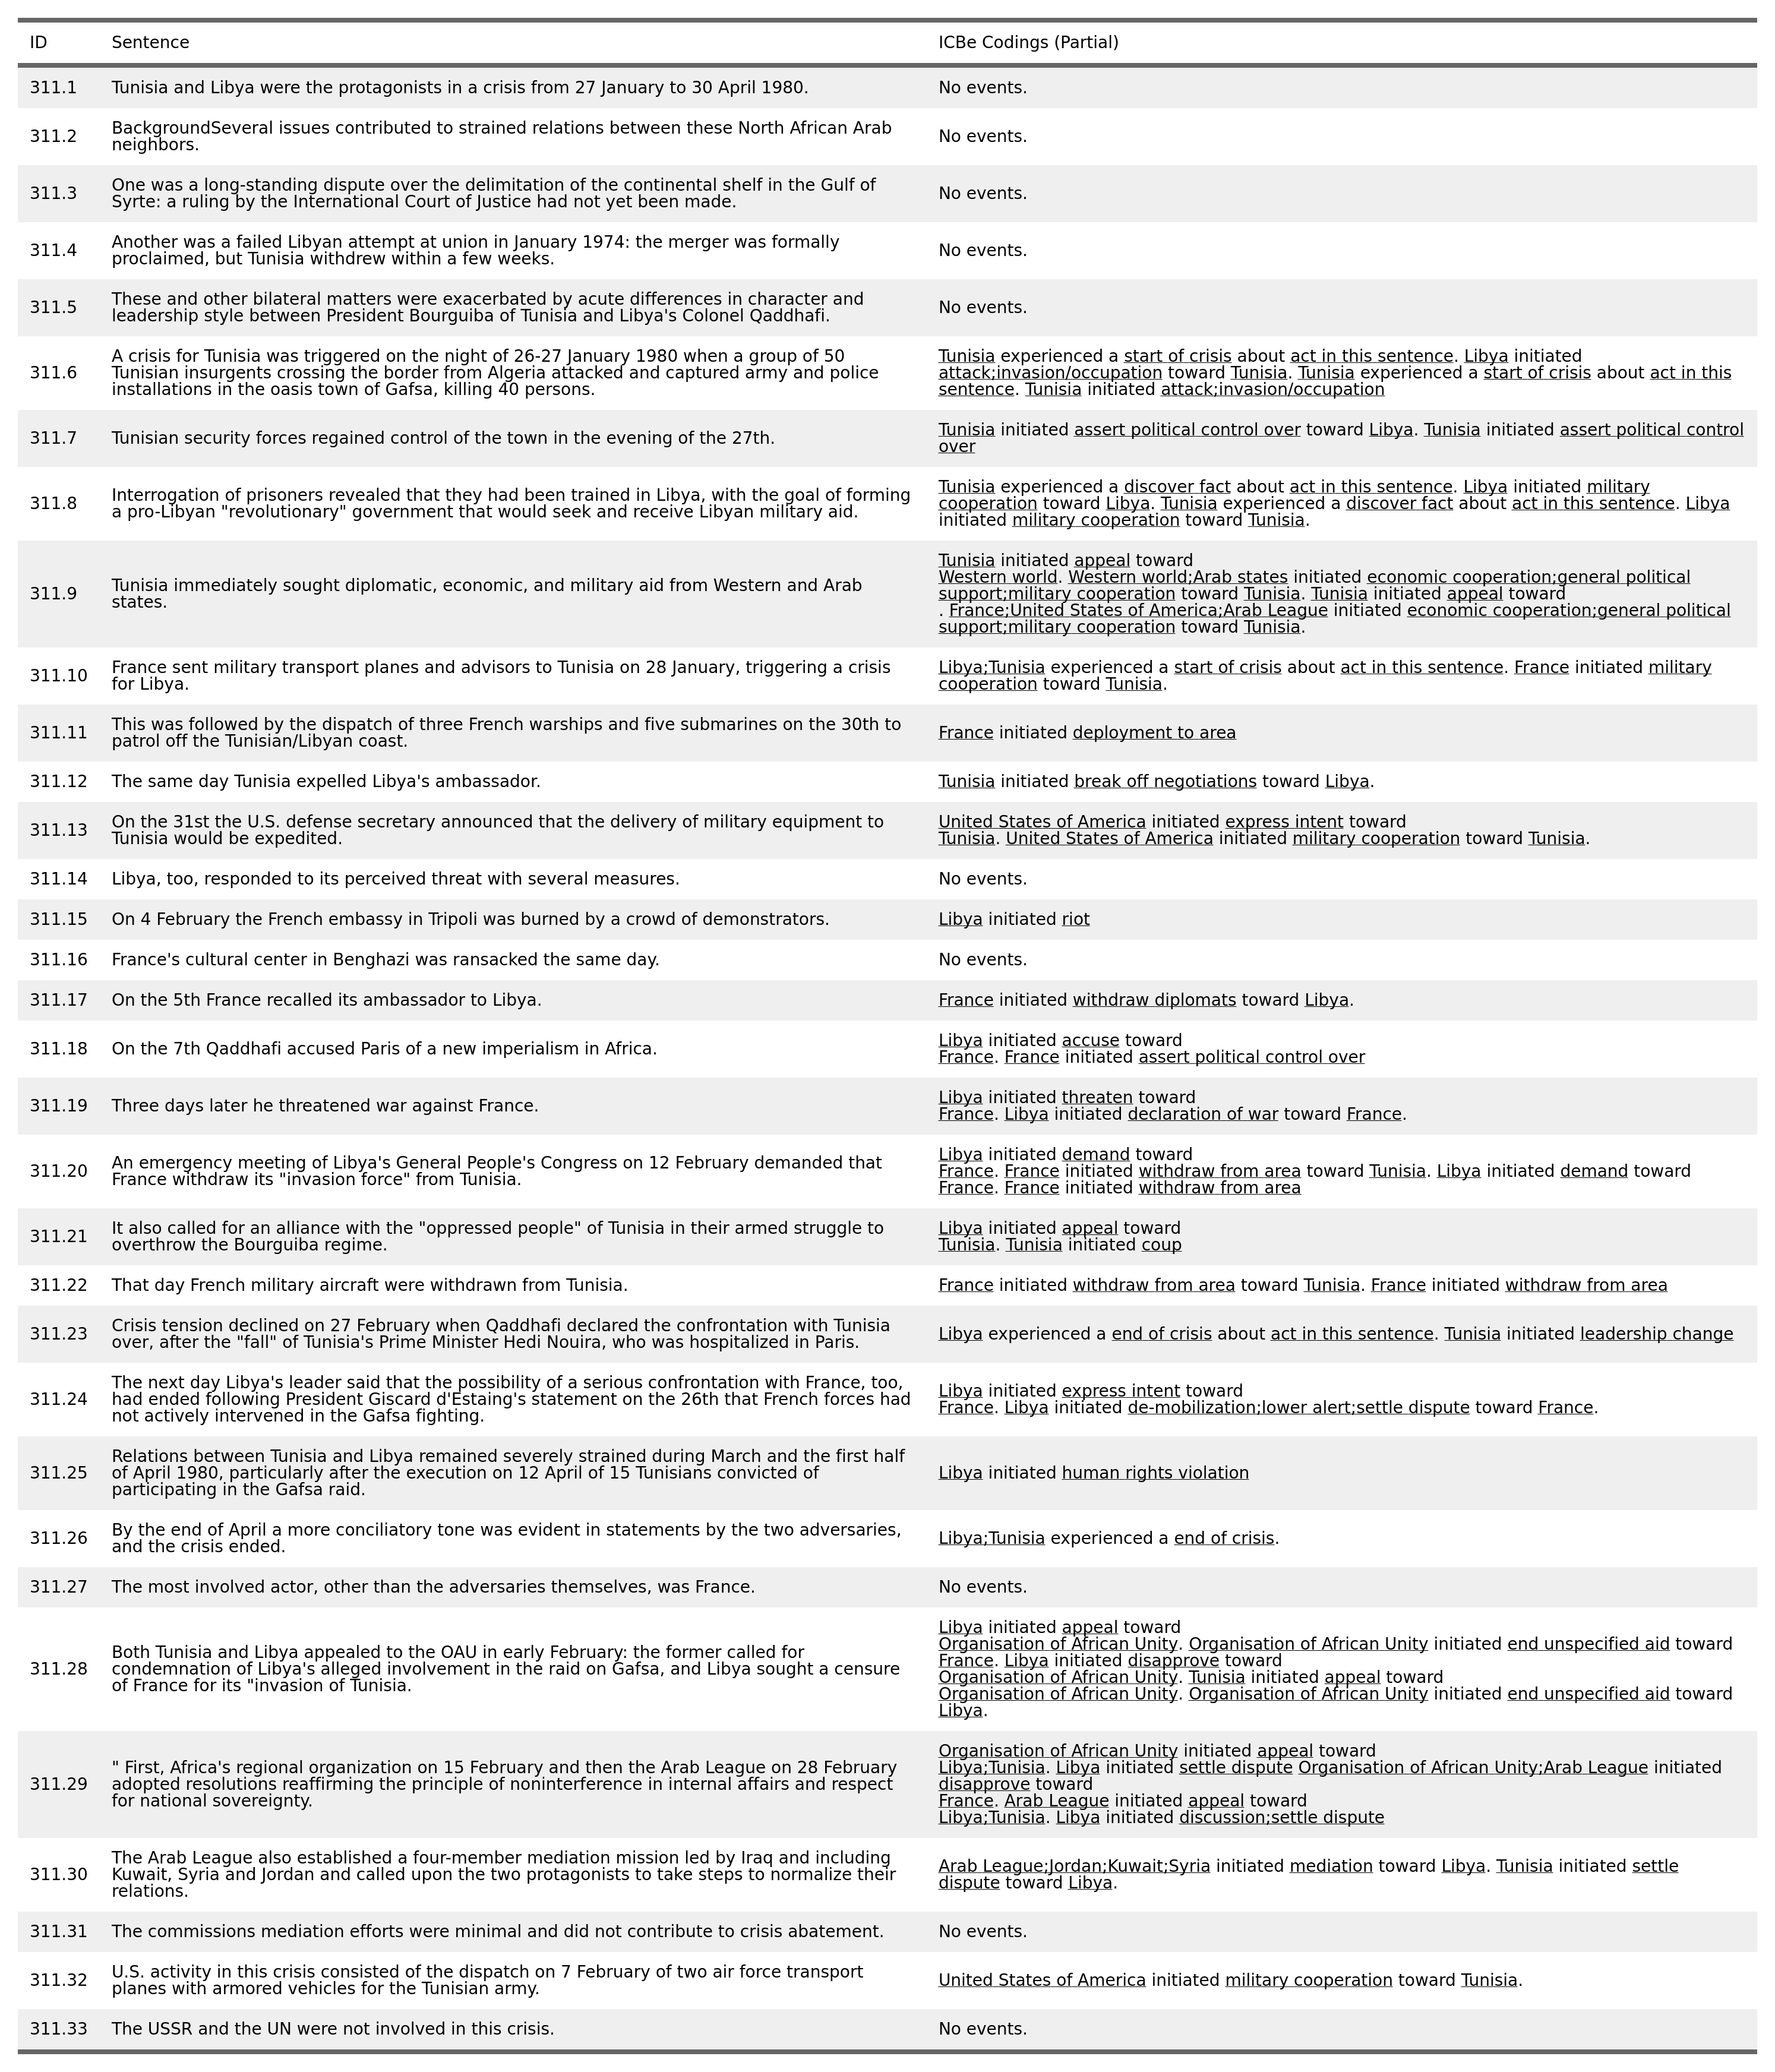 ID Sentence ICBe Codings (Partial)
311.1 Tunisia and Libya were the protagonists in a crisis from 27 January to 30 April 1980. No events.
311.2 BackgroundSeveral issues contributed to strained relations between these North African Arab
neighbors. No events.
311.3 One was a long-standing dispute over the delimitation of the continental shelf in the Gulf of
Syrte: a ruling by the International Court of Justice had not yet been made. No events.
311.4 Another was a failed Libyan attempt at union in January 1974: the merger was formally
proclaimed, but Tunisia withdrew within a few weeks. No events.
311.5 These and other bilateral matters were exacerbated by acute differences in character and
leadership style between President Bourguiba of Tunisia and Libya's Colonel Qaddhafi. No events.
311.6 A crisis for Tunisia was triggered on the night of 26-27 January 1980 when a group of 50
Tunisian insurgents crossing the border from Algeria attacked and captured army and police
installations in the oasis town of Gafsa, killing 40 persons.
Tunisia experienced a start of crisis about act in this sentence. Libya initiated
attack;invasion/occupation toward Tunisia. Tunisia experienced a start of crisis about act in this
sentence. Tunisia initiated attack;invasion/occupation
311.7 Tunisian security forces regained control of the town in the evening of the 27th.
Tunisia initiated assert political control over toward Libya. Tunisia initiated assert political control
over
311.8 Interrogation of prisoners revealed that they had been trained in Libya, with the goal of forming
a pro-Libyan "revolutionary" government that would seek and receive Libyan military aid.
Tunisia experienced a discover fact about act in this sentence. Libya initiated military
cooperation toward Libya. Tunisia experienced a discover fact about act in this sentence. Libya
initiated military cooperation toward Tunisia.
311.9 Tunisia immediately sought diplomatic, economic, and military aid from Western and Arab
states.
Tunisia initiated appeal toward
Western world. Western world;Arab states initiated economic cooperation;general political
support;military cooperation toward Tunisia. Tunisia initiated appeal toward
. France;United States of America;Arab League initiated economic cooperation;general political
support;military cooperation toward Tunisia.
311.10 France sent military transport planes and advisors to Tunisia on 28 January, triggering a crisis
for Libya.
Libya;Tunisia experienced a start of crisis about act in this sentence. France initiated military
cooperation toward Tunisia.
311.11 This was followed by the dispatch of three French warships and five submarines on the 30th to
patrol off the Tunisian/Libyan coast.
France initiated deployment to area
311.12 The same day Tunisia expelled Libya's ambassador. Tunisia initiated break off negotiations toward Libya.
311.13 On the 31st the U.S. defense secretary announced that the delivery of military equipment to
Tunisia would be expedited.
United States of America initiated express intent toward
Tunisia. United States of America initiated military cooperation toward Tunisia.
311.14 Libya, too, responded to its perceived threat with several measures. No events.
311.15 On 4 February the French embassy in Tripoli was burned by a crowd of demonstrators. Libya initiated riot
311.16 France's cultural center in Benghazi was ransacked the same day. No events.
311.17 On the 5th France recalled its ambassador to Libya. France initiated withdraw diplomats toward Libya.
311.18 On the 7th Qaddhafi accused Paris of a new imperialism in Africa.
Libya initiated accuse toward
France. France initiated assert political control over
311.19 Three days later he threatened war against France.
Libya initiated threaten toward
France. Libya initiated declaration of war toward France.
311.20 An emergency meeting of Libya's General People's Congress on 12 February demanded that
France withdraw its "invasion force" from Tunisia.
Libya initiated demand toward
France. France initiated withdraw from area toward Tunisia. Libya initiated demand toward
France. France initiated withdraw from area
311.21 It also called for an alliance with the "oppressed people" of Tunisia in their armed struggle to
overthrow the Bourguiba regime.
Libya initiated appeal toward
Tunisia. Tunisia initiated coup
311.22 That day French military aircraft were withdrawn from Tunisia. France initiated withdraw from area toward Tunisia. France initiated withdraw from area
311.23 Crisis tension declined on 27 February when Qaddhafi declared the confrontation with Tunisia
over, after the "fall" of Tunisia's Prime Minister Hedi Nouira, who was hospitalized in Paris.
Libya experienced a end of crisis about act in this sentence. Tunisia initiated leadership change
311.24 The next day Libya's leader said that the possibility of a serious confrontation with France, too,
had ended following President Giscard d'Estaing's statement on the 26th that French forces had
not actively intervened in the Gafsa fighting.
Libya initiated express intent toward
France. Libya initiated de-mobilization;lower alert;settle dispute toward France.
311.25 Relations between Tunisia and Libya remained severely strained during March and the first half
of April 1980, particularly after the execution on 12 April of 15 Tunisians convicted of
participating in the Gafsa raid.
Libya initiated human rights violation
311.26 By the end of April a more conciliatory tone was evident in statements by the two adversaries,
and the crisis ended.
Libya;Tunisia experienced a end of crisis.
311.27 The most involved actor, other than the adversaries themselves, was France. No events.
311.28 Both Tunisia and Libya appealed to the OAU in early February: the former called for
condemnation of Libya's alleged involvement in the raid on Gafsa, and Libya sought a censure
of France for its "invasion of Tunisia.
Libya initiated appeal toward
Organisation of African Unity. Organisation of African Unity initiated end unspecified aid toward
France. Libya initiated disapprove toward
Organisation of African Unity. Tunisia initiated appeal toward
Organisation of African Unity. Organisation of African Unity initiated end unspecified aid toward
Libya.
311.29 " First, Africa's regional organization on 15 February and then the Arab League on 28 February
adopted resolutions reaffirming the principle of noninterference in internal affairs and respect
for national sovereignty.
Organisation of African Unity initiated appeal toward
Libya;Tunisia. Libya initiated settle dispute Organisation of African Unity;Arab League initiated
disapprove toward
France. Arab League initiated appeal toward
Libya;Tunisia. Libya initiated discussion;settle dispute
311.30 The Arab League also established a four-member mediation mission led by Iraq and including
Kuwait, Syria and Jordan and called upon the two protagonists to take steps to normalize their
relations.
Arab League;Jordan;Kuwait;Syria initiated mediation toward Libya. Tunisia initiated settle
dispute toward Libya.
311.31 The commissions mediation efforts were minimal and did not contribute to crisis abatement. No events.
311.32 U.S. activity in this crisis consisted of the dispatch on 7 February of two air force transport
planes with armored vehicles for the Tunisian army.
United States of America initiated military cooperation toward Tunisia.
311.33 The USSR and the UN were not involved in this crisis. No events.